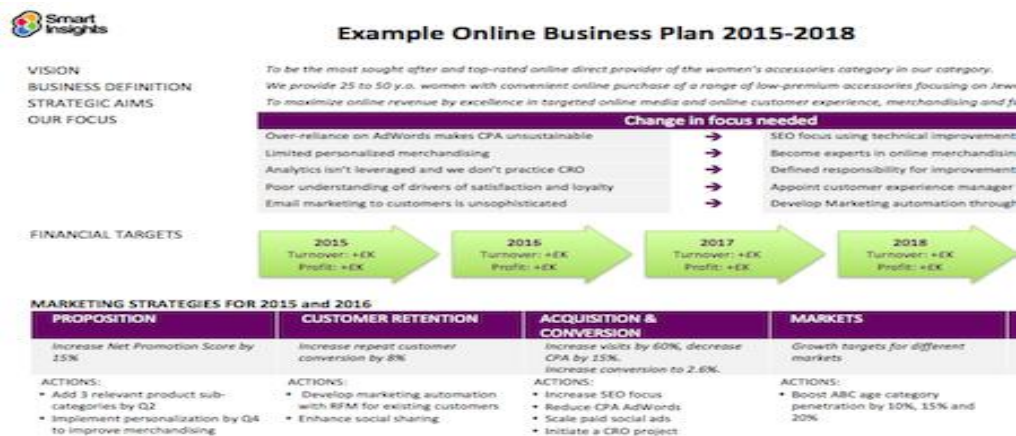 Smart
Insights
Example Online Business Plan 2015-2018
VISION
To be the most sought after and top-rated online direct provider of the women's accessories category in our category.
BUSINESS DEFINITION
We provide 25 to 50 y.o. women with convenient online purchase of a range of low-premium accessories focusing on Jew
STRATEGIC AIMS
To maximize online revenue by excellence in targeted online media and online customer experience, merchandising and f
OUR FOCUS
Change in focus needed
Over-reliance on AdWords makes CPA unsustainable → SEO focus using technical improvement
Limited personalized merchandising → Become experts in online merchandisin
Analytics isn't leveraged and we don't practice CRO → Defined responsibility for improvement
Poor understanding of drivers of satisfaction and loyalty → Appoint customer experience manager
Email marketing to customers is unsophisticated → Develop Marketing automation through
FINANCIAL TARGETS
2015 2016 2017 2018
Turnover: +£K Turnover: +£K Turnover: +£K Turnover: +£K
Profit: +£K Profit: +£K Profit: +£K Profit: +£K
MARKETING STRATEGIES FOR 2015 and 2016
PROPOSITION
Increase Net Promotion Score by
15%
ACTIONS:
• Add 3 relevant product sub-
categories by Q2
• Implement personalization by Q4
to improve merchandising
CUSTOMER RETENTION
Increase repeat customer
conversion by 8%
ACTIONS:
• Develop marketing automation
with RFM for existing customers
• Enhance social sharing
ACQUISITION &
CONVERSION
Increase visits by 60%, decrease
CPA by 15%.
Increase conversion to 2.6%.
ACTIONS:
• Increase SEO focus
• Reduce CPA AdWords
• Scale paid social ads
• Initiate a CRO project
MARKETS
Growth targets for different
markets
ACTIONS:
• Boost ABC age category
penetration by 10%, 15% and
20%